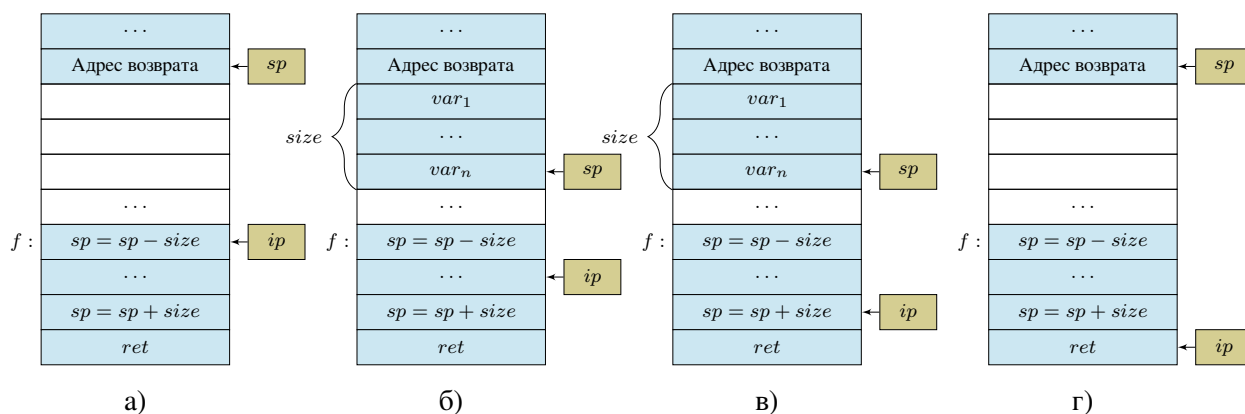 ... ... ... ...
Адрес возврата sp Адрес возврата Адрес возврата Адрес возврата sp
var₁ var₁
size ... size ...
varₙ sp varₙ sp
... ... ... ...
f : sp = sp − size ip f : sp = sp − size f : sp = sp − size f : sp = sp − size
... ... ip ... ...
sp = sp + size sp = sp + size sp = sp + size ip sp = sp + size
ret ret ret ret ip
а) б) в) г)